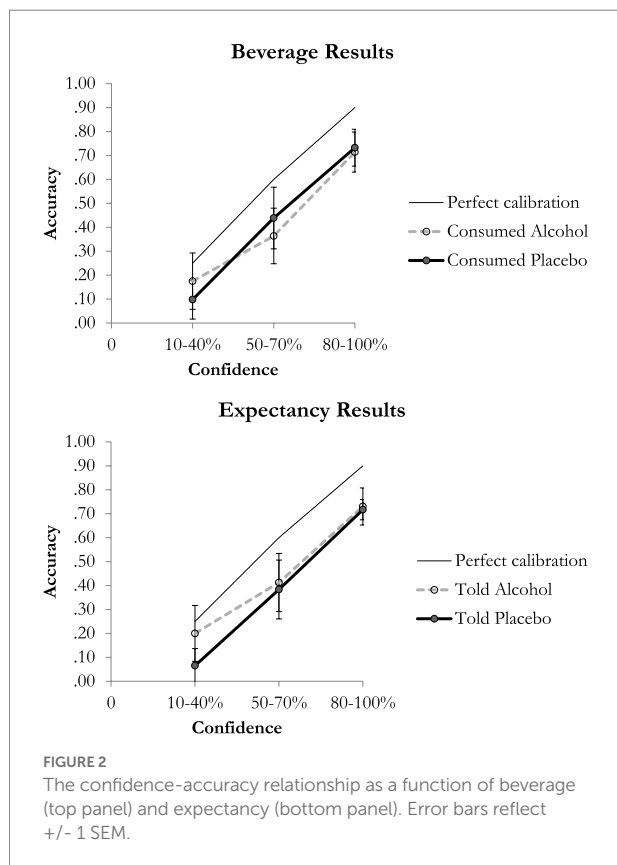 Beverage Results
1.00
.90
.80
.70
.60
.50
.40
.30
.20
.10
.00
Accuracy
0 10-40% 50-70% 80-100%
Confidence
Perfect calibration
Consumed Alcohol
Consumed Placebo
Expectancy Results
1.00
.90
.80
.70
.60
.50
.40
.30
.20
.10
.00
Accuracy
0 10-40% 50-70% 80-100%
Confidence
Perfect calibration
Told Alcohol
Told Placebo
FIGURE 2
The confidence-accuracy relationship as a function of beverage
(top panel) and expectancy (bottom panel). Error bars reflect
+/- 1 SEM.